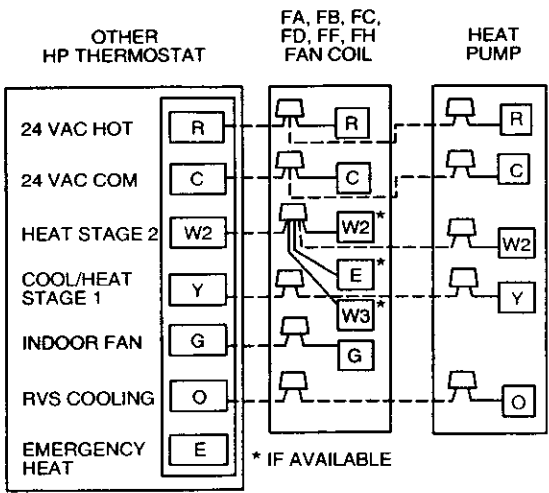 OTHER
HP THERMOSTAT
FA, FB, FC,
FD, FF, FH
FAN COIL
HEAT
PUMP
24 VAC HOT R R R
24 VAC COM C C C
HEAT STAGE 2 W2 W2 * W2
E *
COOL/HEAT
STAGE 1 Y W3 * Y
INDOOR FAN G G
RVS COOLING O O
EMERGENCY
HEAT E
* IF AVAILABLE